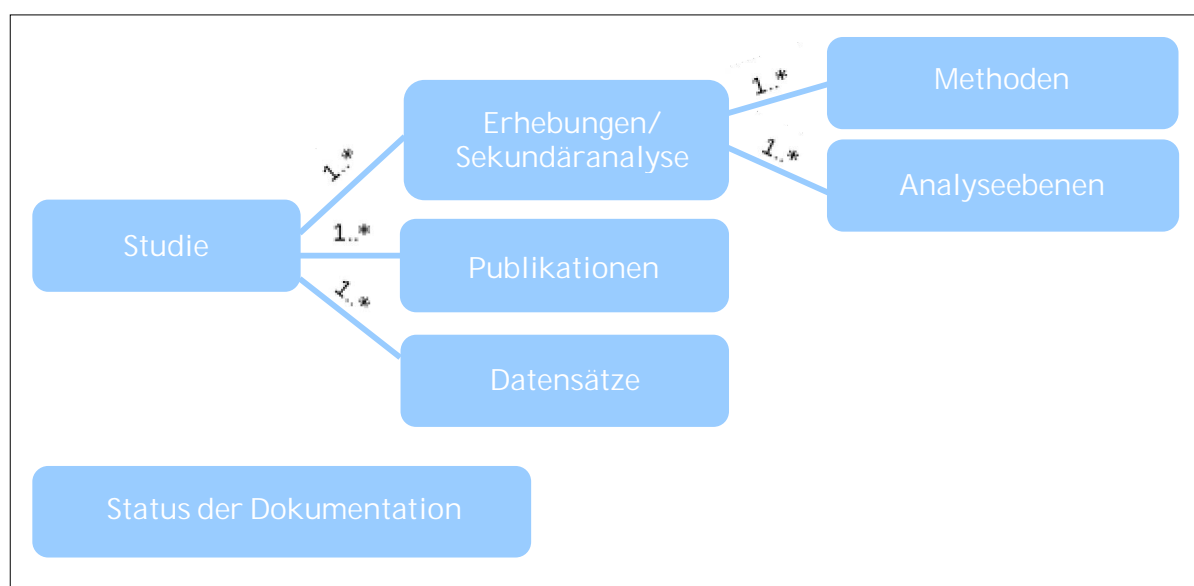 Methoden
1..*
Erhebungen/
Sekundäranalyse
1..*
Analyseebenen
1..*
Studie
1..*
Publikationen
1..*
Datensätze
Status der Dokumentation